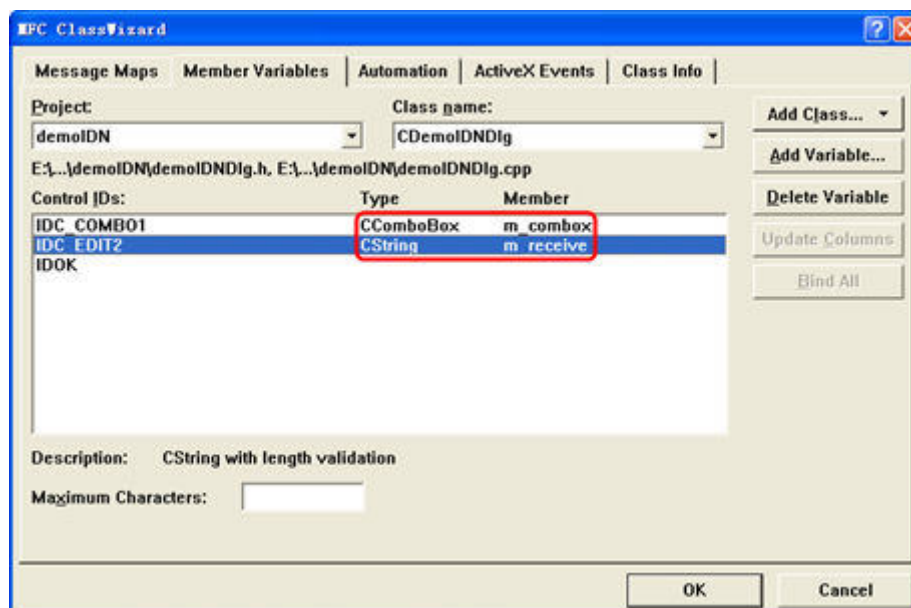 MFC ClassWizard
Message Maps Member Variables Automation ActiveX Events Class Info
Project: Class name:
demoIDN CDemoIDNDlg
Add Class...
E:\...\demoIDN\demoIDNDlg.h, E:\...\demoIDN\demoIDNDlg.cpp
Add Variable...
Control IDs: Type Member
Delete Variable
IDC_COMBO1 CComboBox m_combox
IDC_EDIT2 CString m_receive
Update Columns
IDOK
Bind All
Description: CString with length validation
Maximum Characters:
OK Cancel